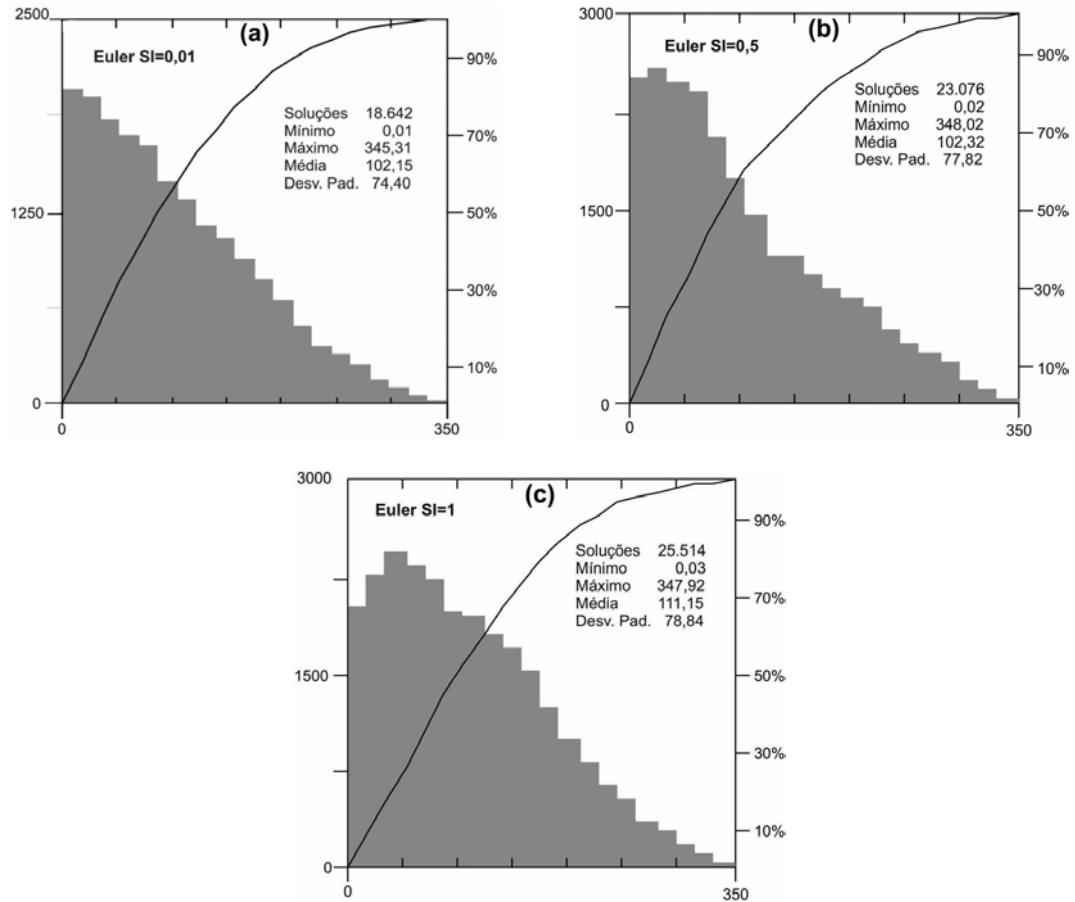 2500
(a)
Euler SI=0,01
90%
Soluções 18.642
Mínimo 0,01
Máximo 345,31
Média 102,15
Desv. Pad. 74,40
70%
1250
50%
30%
10%
0
0
350
3000
(b)
Euler SI=0,5
90%
Soluções 23.076
Mínimo 0,02
Máximo 348,02
Média 102,32
Desv. Pad. 77,82
70%
1500
50%
30%
10%
0
0
350
3000
(c)
Euler SI=1
90%
Soluções 25.514
Mínimo 0,03
Máximo 347,92
Média 111,15
Desv. Pad. 78,84
70%
1500
50%
30%
10%
0
0
350